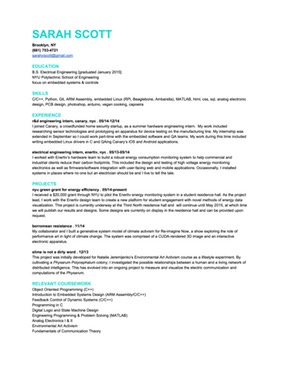 SARAH SCOTT
Brooklyn, NY
(661) 703-4721
sarahscott@gmail.com
EDUCATION
B.S. Electrical Engineering (graduated January 2015)
NYU Polytechnic School of Engineering
focus on embedded systems & controls
SKILLS
C/C++, Python, Git, ARM Assembly, embedded Linux (RPi, Beaglebone, Ambarella), MATLAB, html, css, sql, analog electronic
design, PCB design, photoshop, arduino, wixen, canopen, cadsoft
EXPERIENCE
r&d engineering intern, canary, nyc . 05/14-12/14
I joined Canary, a crowdfunded home-security startup, as a summer hardware engineering intern. My work included
researching sensor technologies and prototyping an apparatus for device testing on the manufacturing line. My internship was
extended in September so I could work part-time with the embedded software and QA teams. My work during this time included
writing embedded Linux drivers in C and QAing Canary's iOS and Android applications.
electrical engineering intern, enertiv, nyc . 05/13-05/14
I worked with Enertiv's hardware team to build a robust energy monitoring system to help commercial and
industrial clients reduce their carbon footprints. This included the design and testing of high voltage energy monitoring
electronics as well as firmware/software integration with user-facing web and mobile applications. Occasionally, I installed
systems in places where no one but an electrician should be and I live to tell the tale.
PROJECTS
nyu green grant for energy efficiency . 09/14-present
I received a $20,000 grant through NYU to pilot the Enertiv energy monitoring system in a student residence hall. As the project
lead, I work with the Enertiv design team to create a new platform for student engagement with novel methods of energy data
visualization. This project is currently underway at the Third North residence hall and will continue until May 2015, at which time
we will publish our results and designs. Some designs are currently on display in the residence hall and can be provided upon
request.
borromean resistance . 11/14
My collaborator and I built a generative system model of climate activism for Re-Imagine Now, a show exploring the role of
performance art in light of climate change. The system was comprised of a CUDA-rendered 3D image and an interactive
electronic apparatus.
slime is not a dirty word . 12/13
This project was initially developed for Natalie Jeremijenko's Environmental Art Activism course as a lifestyle experiment. By
cultivating a Physarum Polycephalum colony, I investigated the possible relationships between a human and a living network of
distributed intelligence. This has evolved into an ongoing project to measure and visualize the electric communication and
computations of the Physarum.
RELEVANT COURSEWORK
Object Oriented Programming (C++)
Introduction to Embedded Systems Design (ARM Assembly/C/C++)
Feedback Control of Dynamic Systems (C/C++)
Programming in C
Digital Logic and State Machine Design
Engineering Programming & Problem Solving (MATLAB)
Analog Electronics I & II
Environmental Art Activism
Fundamentals of Communication Theory